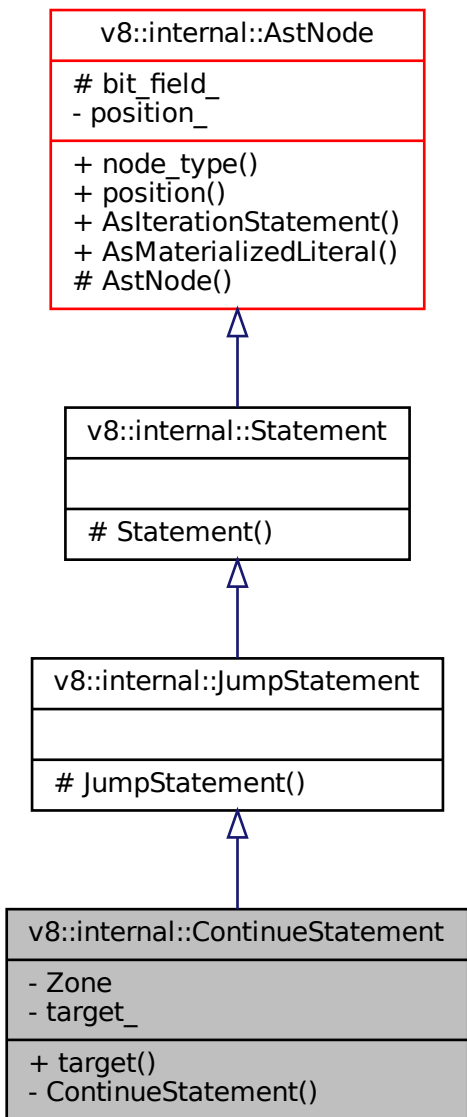 v8::internal::AstNode
# bit_field_
- position_
+ node_type()
+ position()
+ AsIterationStatement()
+ AsMaterializedLiteral()
# AstNode()
v8::internal::Statement
# Statement()
v8::internal::JumpStatement
# JumpStatement()
v8::internal::ContinueStatement
- Zone
- target_
+ target()
- ContinueStatement()